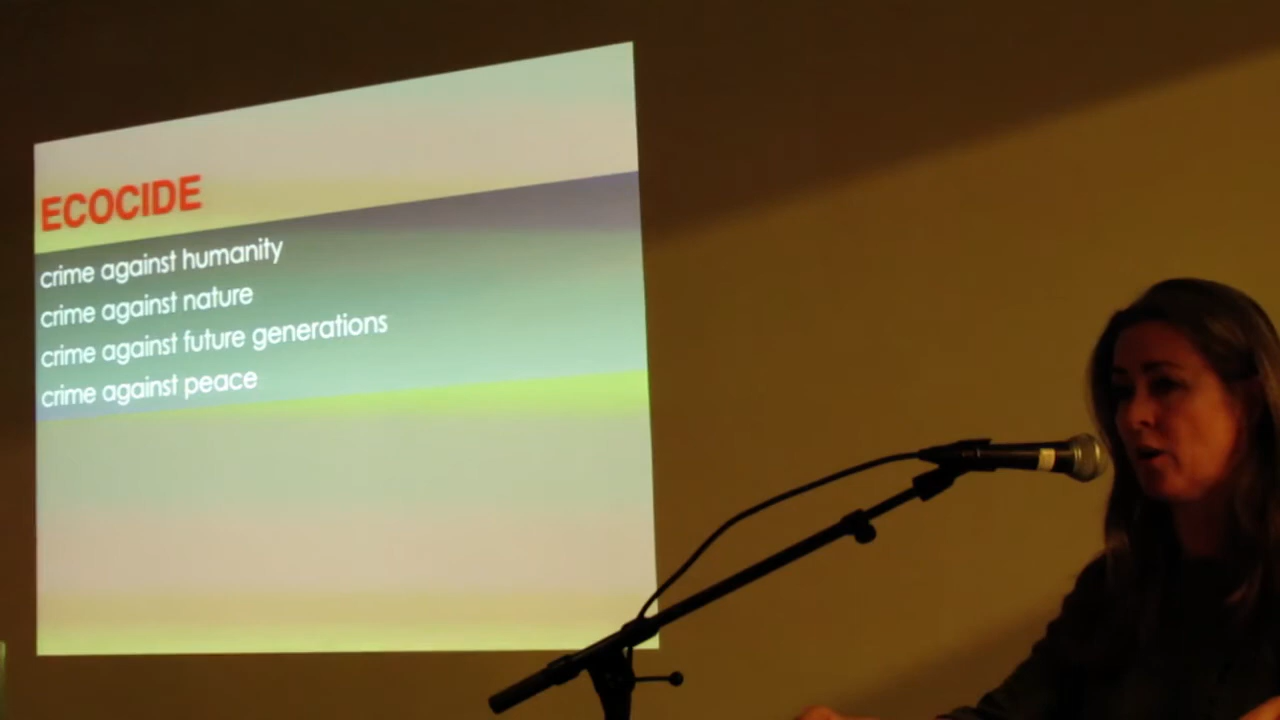 ECOCIDE
crime against humanity
crime against nature
crime against future generations
crime against peace